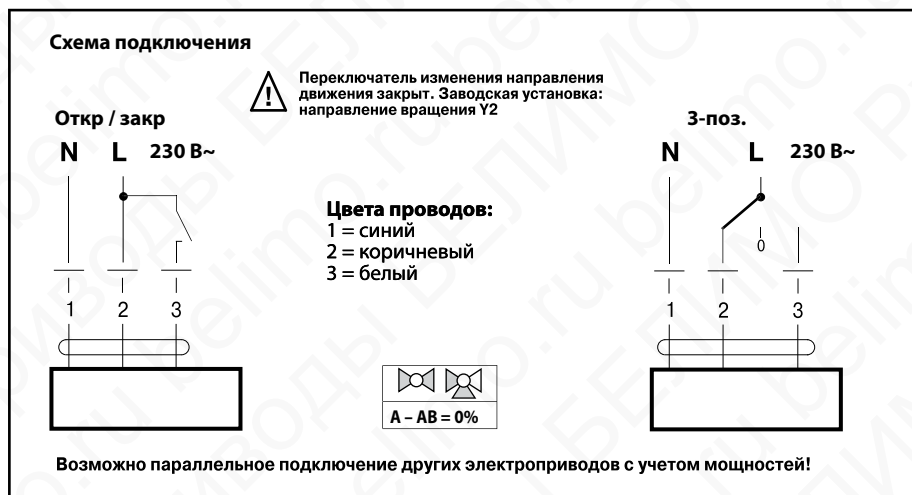 Схема подключения
Переключатель изменения направления
движения закрыт. Заводская установка:
направление вращения Y2
Откр / закр
N L 230 В~
3-поз.
N L 230 В~
Цвета проводов:
1 = синий
2 = коричневый
3 = белый
0
1 2 3
1 2 3
A – AB = 0%
Возможно параллельное подключение других электроприводов с учетом мощностей!